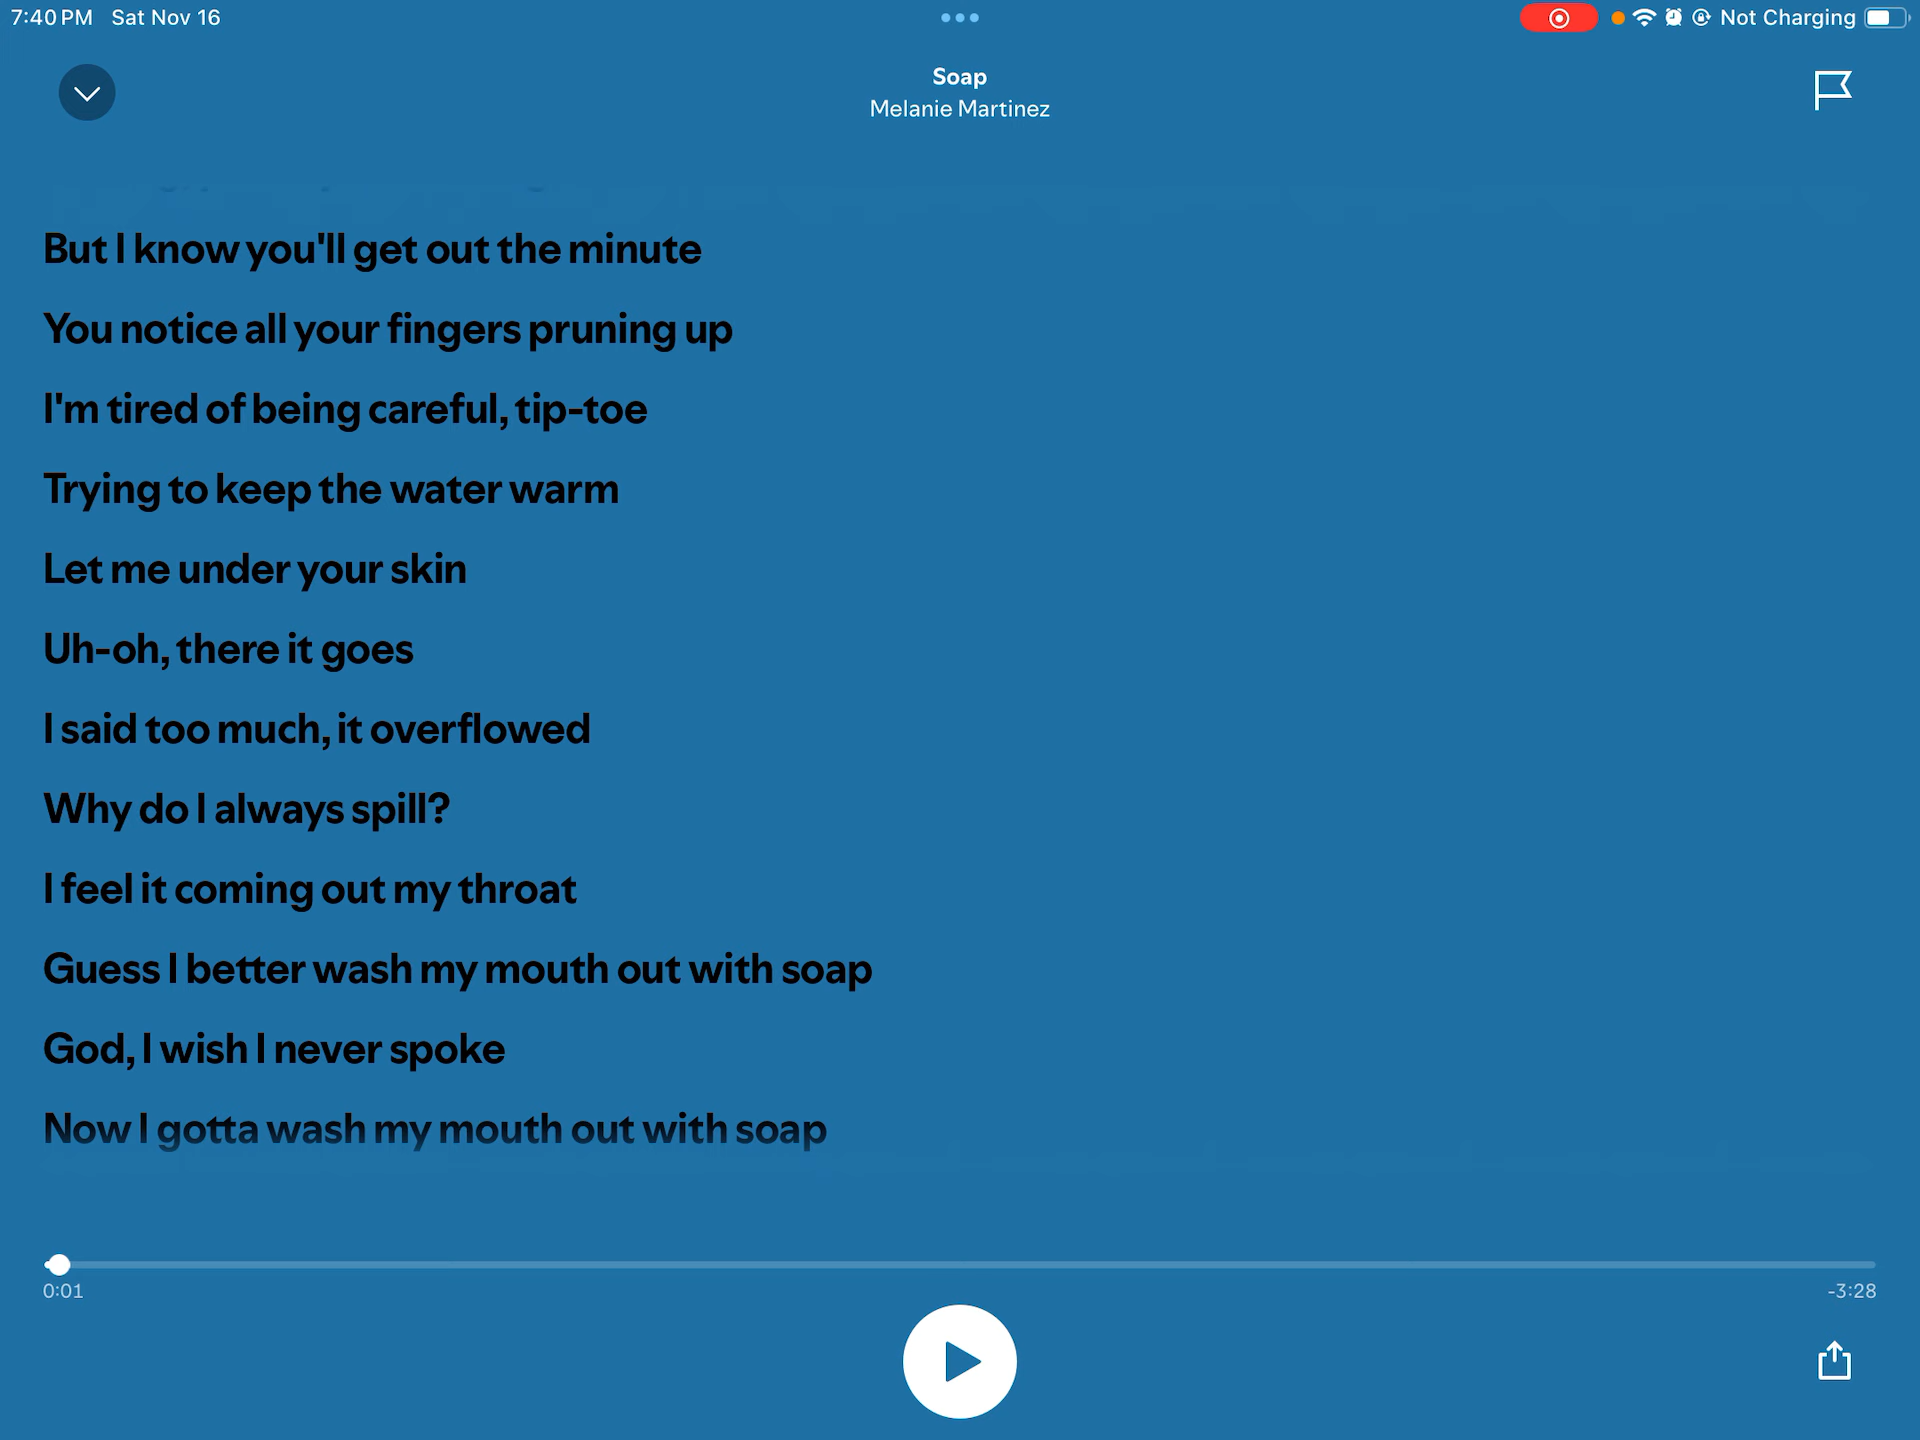 7:40 PM Sat Nov 16
Not Charging
Soap
Melanie Martinez
But I know you'll get out the minute
You notice all your fingers pruning up
I'm tired of being careful, tip-toe
Trying to keep the water warm
Let me under your skin
Uh-oh, there it goes
I said too much, it overflowed
Why do I always spill?
I feel it coming out my throat
Guess I better wash my mouth out with soap
God, I wish I never spoke
Now I gotta wash my mouth out with soap
0:01
-3:28